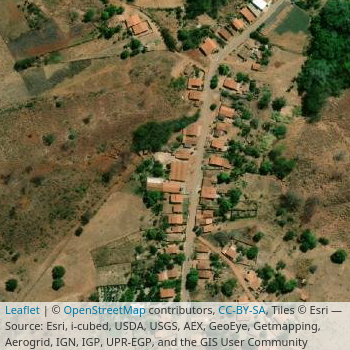 Leaflet | © OpenStreetMap contributors, CC-BY-SA, Tiles © Esri —
Source: Esri, i-cubed, USDA, USGS, AEX, GeoEye, Getmapping,
Aerogrid, IGN, IGP, UPR-EGP, and the GIS User Community